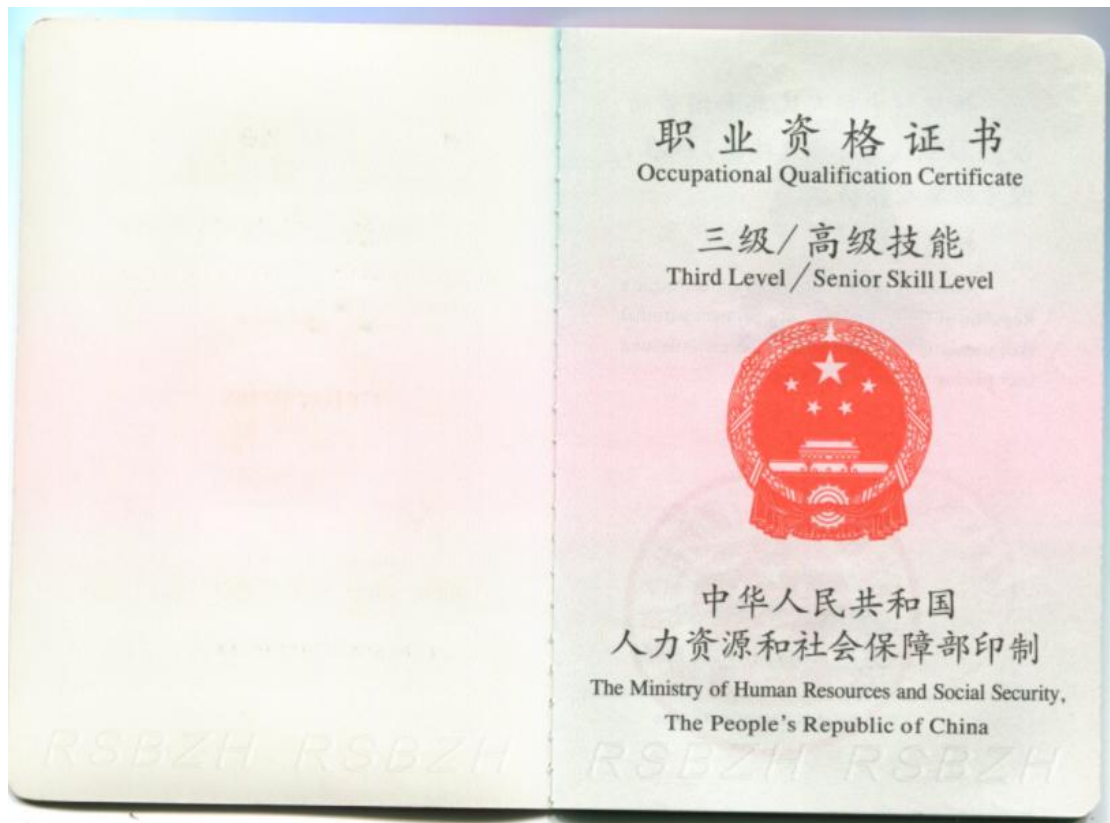 职业资格证书
Occupational Qualification Certificate
三级/高级技能
Third Level/Senior Skill Level
中华人民共和国
人力资源和社会保障部印制
The Ministry of Human Resources and Social Security,
The People's Republic of China
RSBZH RSBZH RSBZH RSBZH